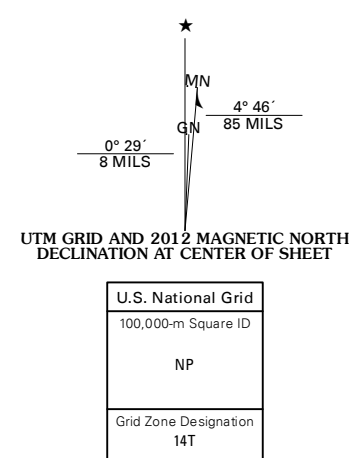 ★
MN
4° 46´
85 MILS
GN
0° 29´
8 MILS
UTM GRID AND 2012 MAGNETIC NORTH
DECLINATION AT CENTER OF SHEET
U.S. National Grid
100,000-m Square ID
NP
Grid Zone Designation
14T